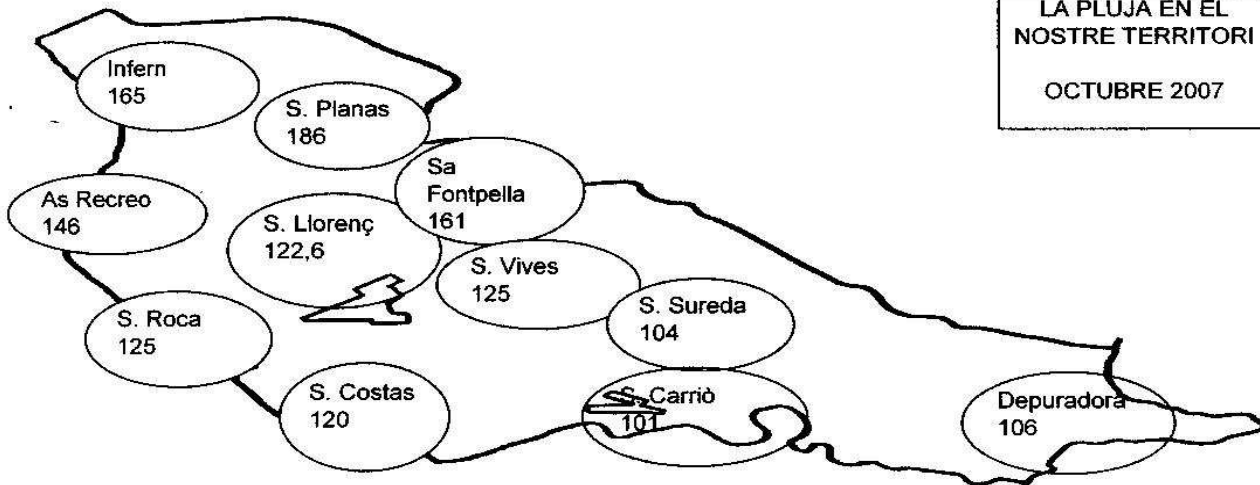 LA PLUJA EN EL
NOSTRE TERRITORI
OCTUBRE 2007
Infern
165
S. Planas
186
Sa
Fontpella
161
As Recreo
146
S. Llorenç
122,6
S. Vives
125
S. Sureda
104
S. Roca
125
S. Costas
120
S. Carriò
101
Depuradora
106